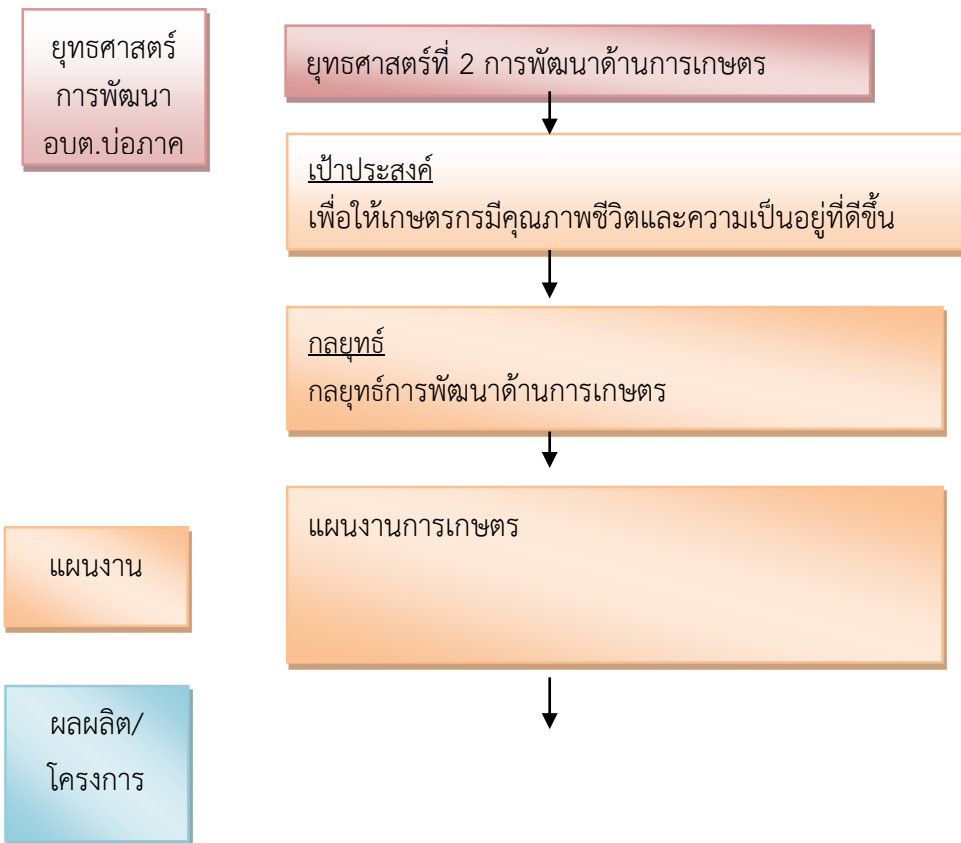 ยุทธศาสตร์
การพัฒนา
อบต.บ่อภาค
ยุทธศาสตร์ที่ 2 การพัฒนาด้านการเกษตร
เป้าประสงค์
เพื่อให้เกษตรกรมีคุณภาพชีวิตและความเป็นอยู่ที่ดีขึ้น
กลยุทธ์
กลยุทธ์การพัฒนาด้านการเกษตร
แผนงาน
แผนงานการเกษตร
ผลผลิต/
โครงการ